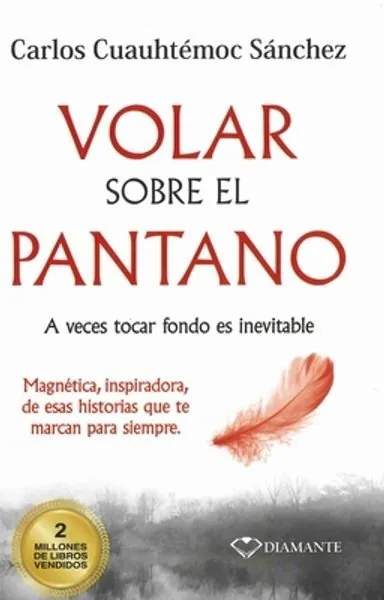 Carlos Cuauhtémoc Sánchez
VOLAR
SOBRE EL
PANTANO
A veces tocar fondo es inevitable
Magnética, inspiradora,
de esas historias que te
marcan para siempre.
2
MILLONES
DE LIBROS
VENDIDOS
DIAMANTE